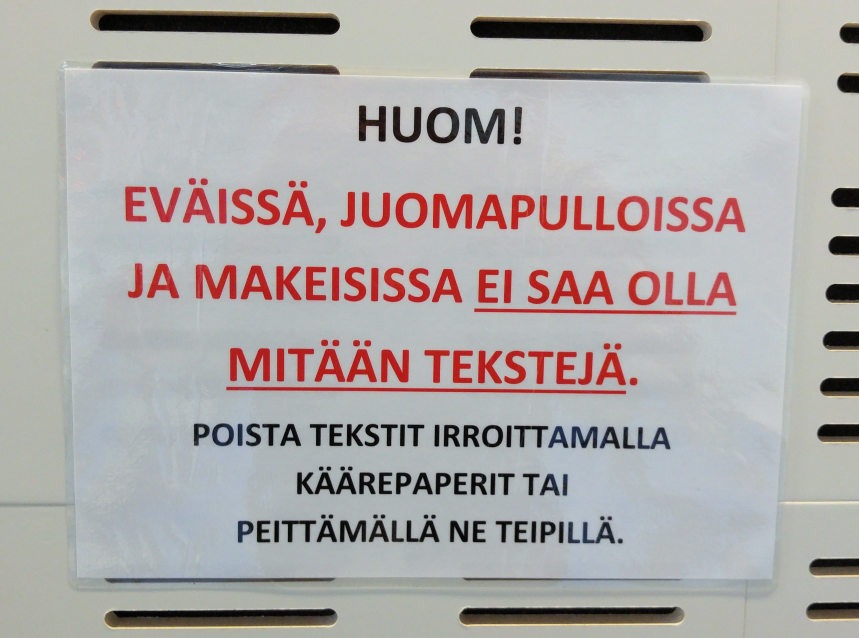 HUOM!
EVÄISSÄ, JUOMAPULLOISSA
JA MAKEISISSA EI SAA OLLA
MITÄÄN TEKSTEJÄ.
POISTA TEKSTIT IRROITTAMALLA
KÄÄREPAPERIT TAI
PEITTÄMÄLLÄ NE TEIPILLÄ.